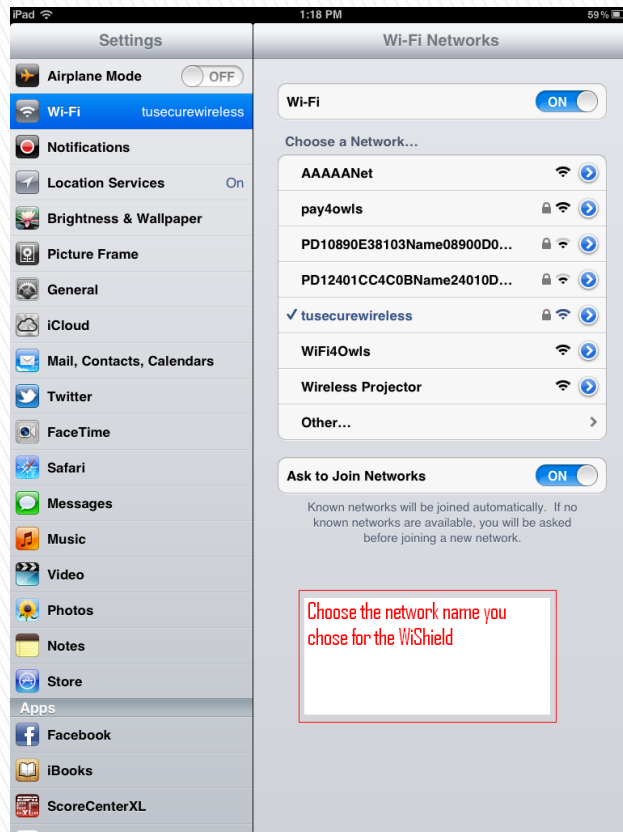 iPad 1:18 PM 59%
Settings
Airplane Mode OFF
Wi-Fi tusecurewireless
Notifications
Location Services On
Brightness & Wallpaper
Picture Frame
General
iCloud
Mail, Contacts, Calendars
Twitter
FaceTime
Safari
Messages
Music
Video
Photos
Notes
Store
Apps
Facebook
iBooks
ScoreCenterXL
Wi-Fi Networks
Wi-Fi ON
Choose a Network...
AAAAANet
pay4owls
PD10890E38103Name08900D0...
PD12401CC4C0BName24010D...
tusecurewireless
WiFi4Owls
Wireless Projector
Other...
Ask to Join Networks ON
Known networks will be joined automatically. If no
known networks are available, you will be asked
before joining a new network.
Choose the network name you
chose for the WiShield